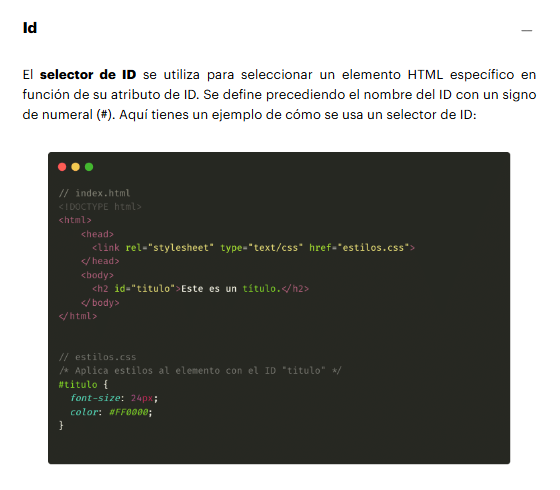 Id
El selector de ID se utiliza para seleccionar un elemento HTML específico en
función de su atributo de ID. Se define precediendo el nombre del ID con un signo
de numeral (#). Aquí tienes un ejemplo de cómo se usa un selector de ID:
// index.html
<!DOCTYPE html>
<html>
    <head>
      <link rel="stylesheet" type="text/css" href="estilos.css">
    </head>
    <body>
      <h2 id="titulo">Este es un titulo.</h2>
    </body>
</html>
// estilos.css
/* Aplica estilos al elemento con el ID "titulo" */
#titulo {
  font-size: 24px;
  color: #FF0000;
}